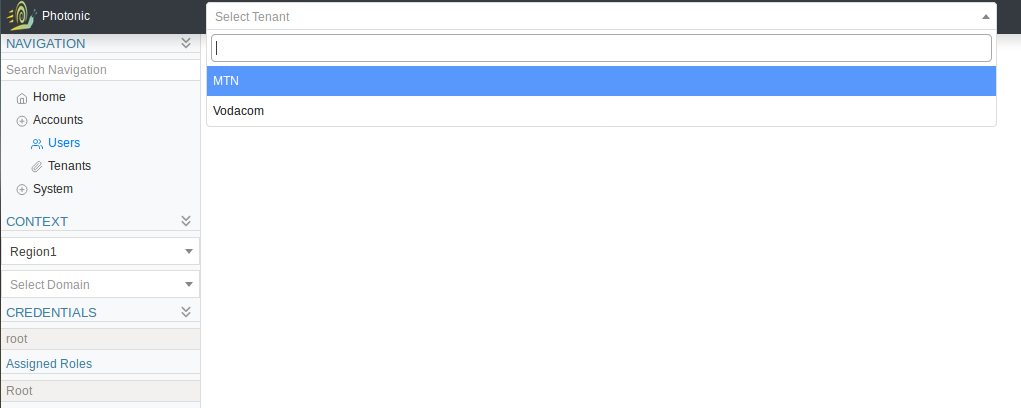 Photonic
Select Tenant
NAVIGATION
Search Navigation
MTN
Home
Vodacom
Accounts
Users
Tenants
System
CONTEXT
Region1
Select Domain
CREDENTIALS
root
Assigned Roles
Root